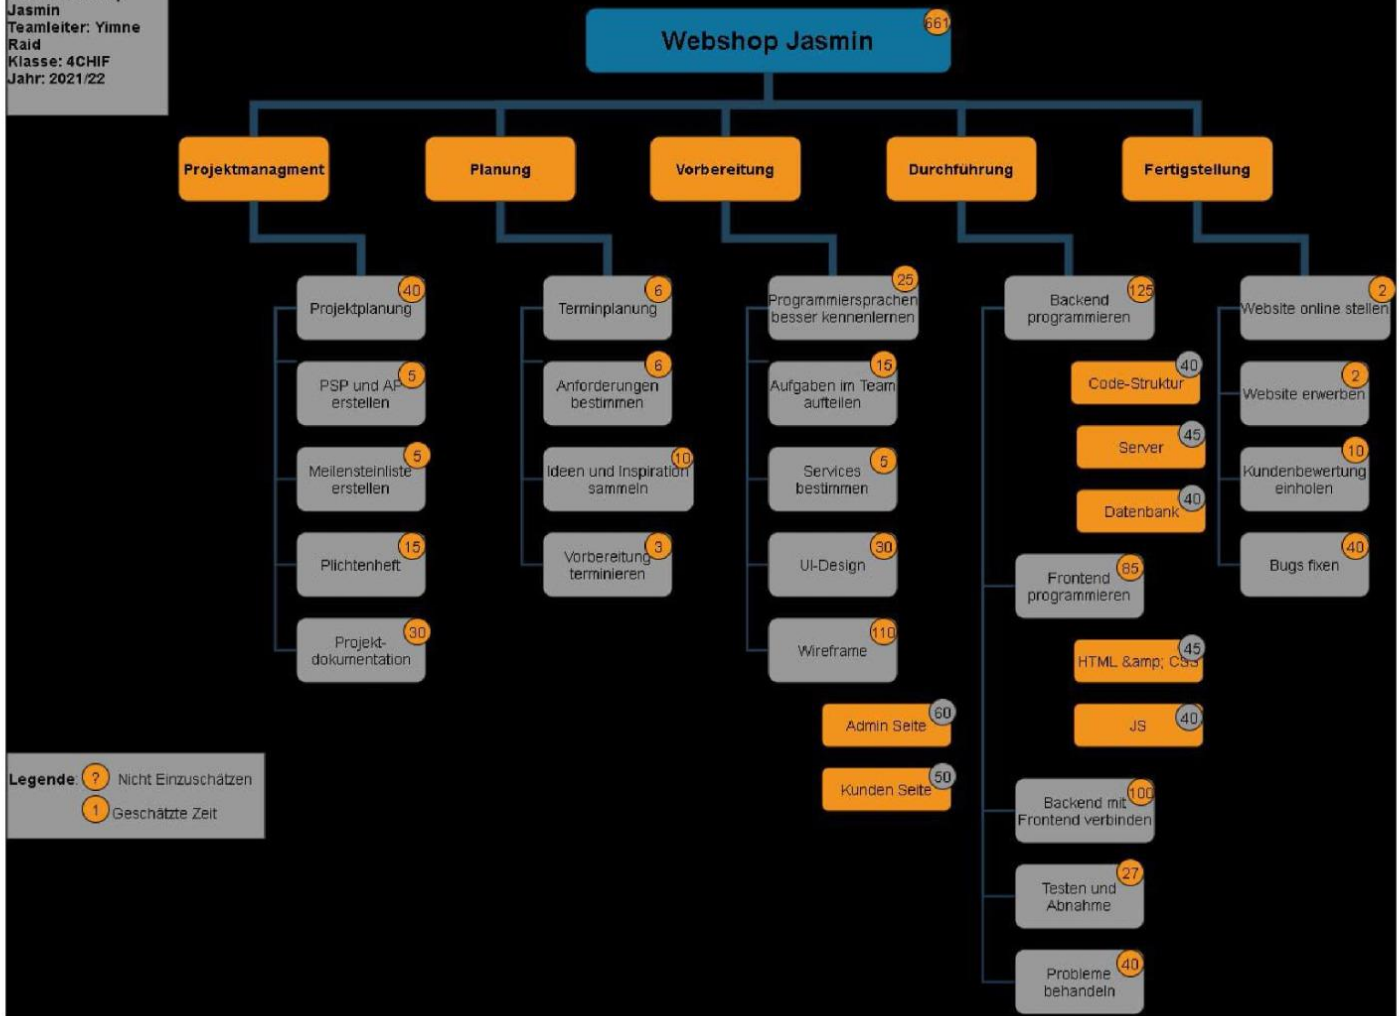 Jasmin
Teamleiter: Yimne
Raid
Klasse: 4CHIF
Jahr: 2021/22
Webshop Jasmin
661
Projektmanagment
Planung
Vorbereitung
Durchführung
Fertigstellung
Projektplanung
40
PSP und AP
erstellen
5
Meilensteinliste
erstellen
5
Plichtenheft
15
Projekt-
dokumentation
30
Terminplanung
6
Anforderungen
bestimmen
6
Ideen und Inspiration
sammeln
10
Vorbereitung
terminieren
3
Programmiersprachen
besser kennenlernen
25
Aufgaben im Team
aufteilen
15
Services
bestimmen
5
UI-Design
30
Wireframe
110
Admin Seite
60
Kunden Seite
50
Backend
programmieren
125
Code-Struktur
40
Server
45
Datenbank
40
Frontend
programmieren
85
HTML &amp; CSS
45
JS
40
Backend mit
Frontend verbinden
100
Testen und
Abnahme
27
Probleme
behandeln
40
Website online stellen
2
Website erwerben
2
Kundenbewertung
einholen
10
Bugs fixen
40
Legende: ? Nicht Einzuschätzen
1 Geschätzte Zeit